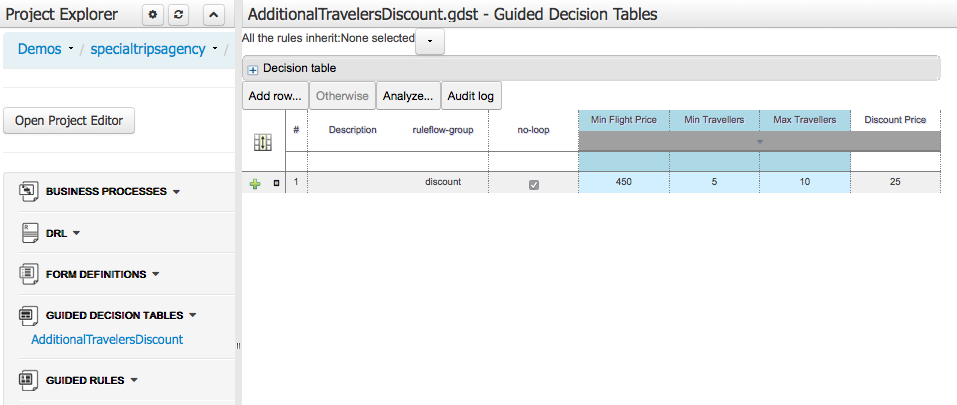 Project Explorer
Demos / specialtripsagency /
Open Project Editor
BUSINESS PROCESSES
DRL
FORM DEFINITIONS
GUIDED DECISION TABLES
AdditionalTravelersDiscount
GUIDED RULES
AdditionalTravelersDiscount.gdst - Guided Decision Tables
All the rules inherit:None selected
Decision table
Add row... Otherwise Analyze... Audit log
# Description ruleflow-group no-loop Min Flight Price Min Travellers Max Travellers Discount Price
1 discount 450 5 10 25